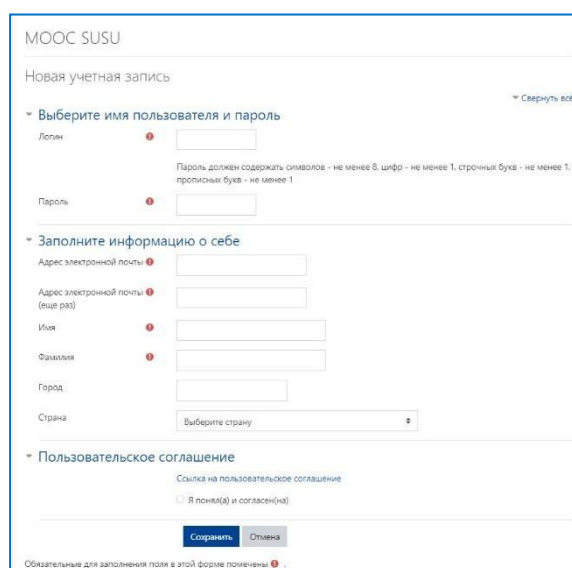 MOOC SUSU
Новая учетная запись
Свернуть всё
Выберите имя пользователя и пароль
Логин
Пароль должен содержать символов - не менее 8, цифр - не менее 1, строчных букв - не менее 1,
прописных букв - не менее 1
Пароль
Заполните информацию о себе
Адрес электронной почты
Адрес электронной почты
(еще раз)
Имя
Фамилия
Город
Страна
Выберите страну
Пользовательское соглашение
Ссылка на пользовательское соглашение
Я понял(а) и согласен(на)
Сохранить Отмена
Обязательные для заполнения поля в этой форме помечены .